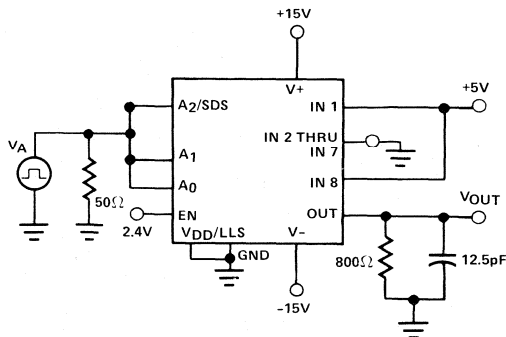 +15V
V+
A2/SDS
IN 1
+5V
IN 2 THRU
IN 7
VA
A1
A0
IN 8
50Ω
EN
OUT
VOUT
2.4V
VDD/LLS
V–
GND
800Ω
12.5pF
-15V